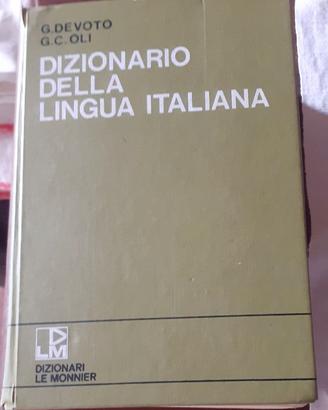 G. DEVOTO
G. C. OLI
DIZIONARIO
DELLA
LINGUA ITALIANA
LM
DIZIONARI
LE MONNIER